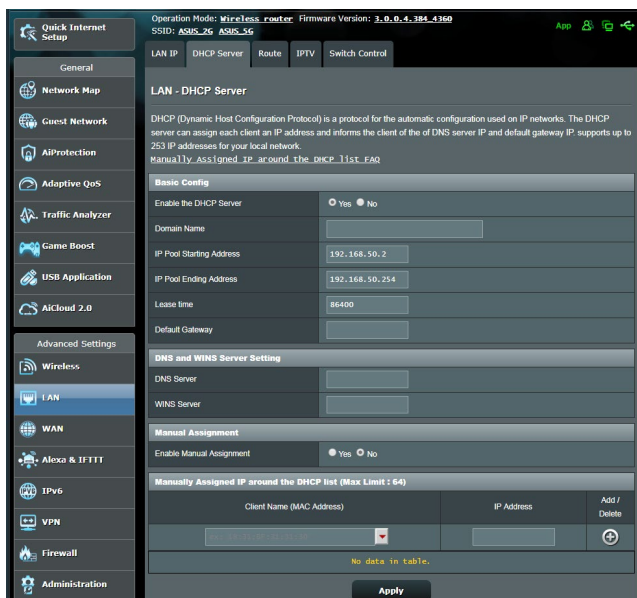 Quick Internet Setup
General
Network Map
Guest Network
AiProtection
Adaptive QoS
Traffic Analyzer
Game Boost
USB Application
AiCloud 2.0
Advanced Settings
Wireless
LAN
WAN
Alexa & IFTTT
IPv6
VPN
Firewall
Administration
Operation Mode: Wireless router Firmware Version: 3.0.0.4.384_4360
SSID: ASUS_2G ASUS_5G
App
LAN IP DHCP Server Route IPTV Switch Control
LAN - DHCP Server
DHCP (Dynamic Host Configuration Protocol) is a protocol for the automatic configuration used on IP networks. The DHCP
server can assign each client an IP address and informs the client of the of DNS server IP and default gateway IP. supports up to
253 IP addresses for your local network.
Manually Assigned IP around the DHCP list FAQ
Basic Config
Enable the DHCP Server Yes No
Domain Name
IP Pool Starting Address 192.168.50.2
IP Pool Ending Address 192.168.50.254
Lease time 86400
Default Gateway
DNS and WINS Server Setting
DNS Server
WINS Server
Manual Assignment
Enable Manual Assignment Yes No
Manually Assigned IP around the DHCP list (Max Limit : 64)
Client Name (MAC Address) IP Address Add / Delete
No data in table.
Apply